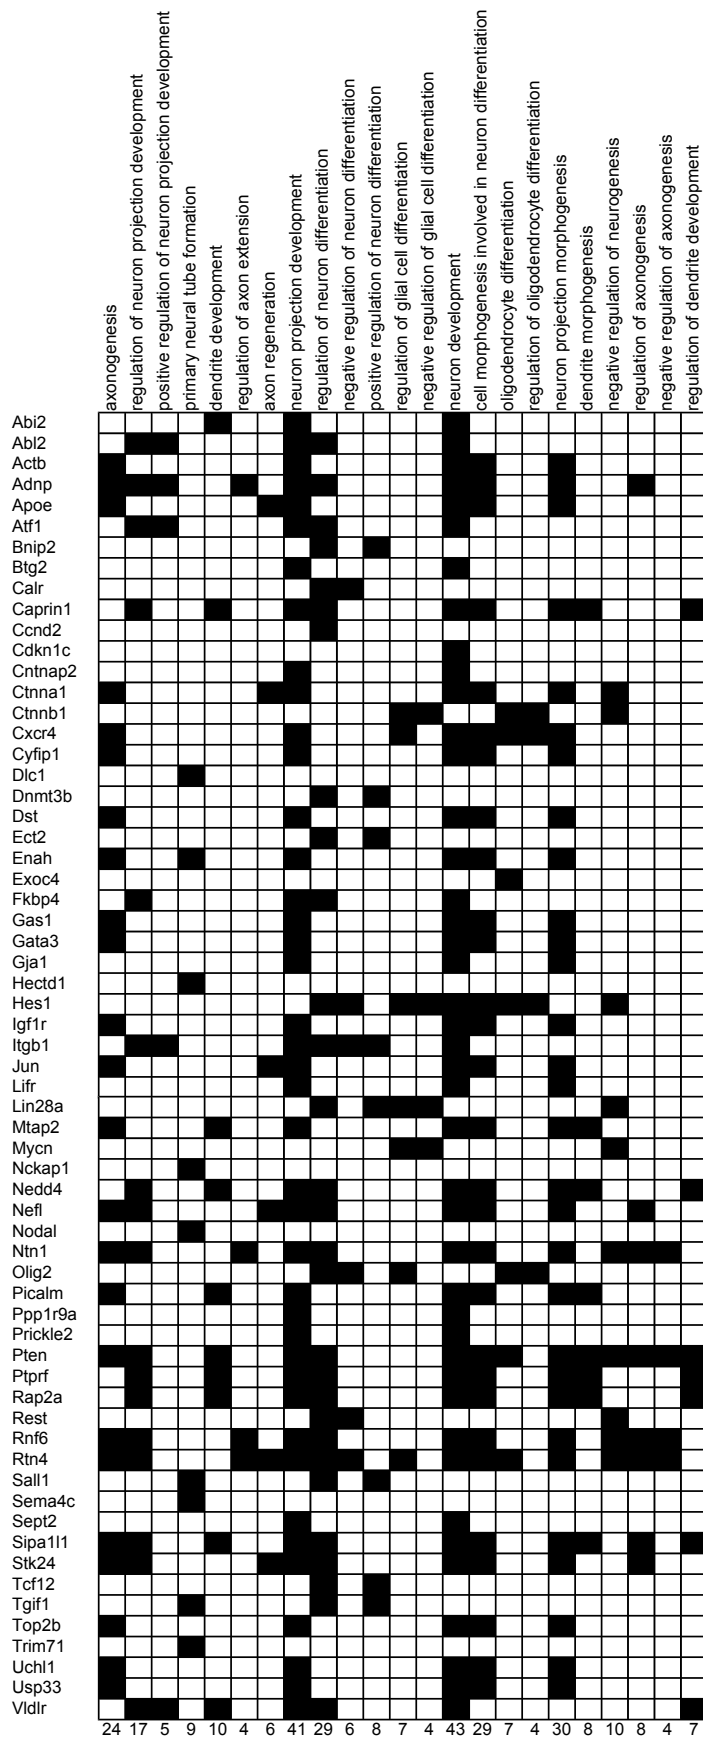 axonogenesis
regulation of neuron projection development
positive regulation of neuron projection development
primary neural tube formation
dendrite development
regulation of axon extension
axon regeneration
neuron projection development
regulation of neuron differentiation
negative regulation of neuron differentiation
positive regulation of neuron differentiation
regulation of glial cell differentiation
negative regulation of glial cell differentiation
neuron development
cell morphogenesis involved in neuron differentiation
oligodendrocyte differentiation
regulation of oligodendrocyte differentiation
neuron projection morphogenesis
dendrite morphogenesis
negative regulation of neurogenesis
regulation of axonogenesis
negative regulation of axonogenesis
regulation of dendrite development
Abi2
Abl2
Actb
Adnp
Apoe
Atf1
Bnip2
Btg2
Calr
Caprin1
Ccnd2
Cdkn1c
Cntnap2
Ctnna1
Ctnnb1
Cxcr4
Cyfip1
Dlc1
Dnmt3b
Dst
Ect2
Enah
Exoc4
Fkbp4
Gas1
Gata3
Gja1
Hectd1
Hes1
Igf1r
Itgb1
Jun
Lifr
Lin28a
Mtap2
Mycn
Nckap1
Nedd4
Nefl
Nodal
Ntn1
Olig2
Picalm
Ppp1r9a
Prickle2
Pten
Ptprf
Rap2a
Rest
Rnf6
Rtn4
Sall1
Sema4c
Sept2
Sipa1l1
Stk24
Tcf12
Tgif1
Top2b
Trim71
Uchl1
Usp33
Vldlr
24 17 5 9 10 4 6 41 29 6 8 7 4 43 29 7 4 30 8 10 8 4 7